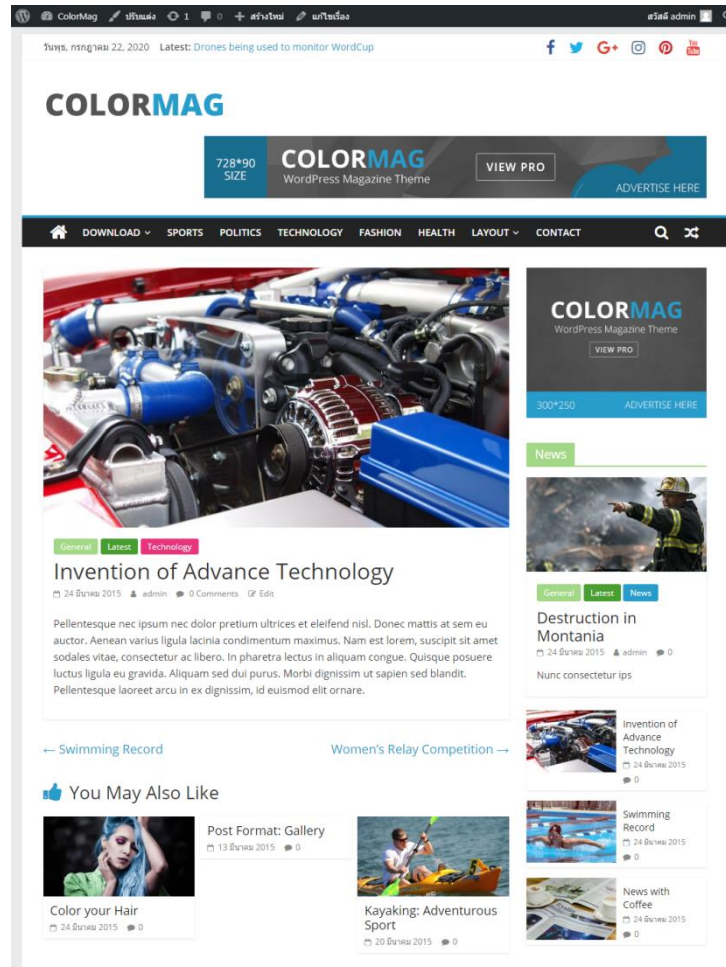 ColorMag ปรับแต่ง 1 0 สร้างใหม่ แก้ไขเรื่อง สวัสดี admin
วันพุธ, กรกฎาคม 22, 2020 Latest: Drones being used to monitor WordCup
You Tube
COLORMAG
728*90
SIZE
COLORMAG
WordPress Magazine Theme
VIEW PRO
ADVERTISE HERE
DOWNLOAD SPORTS POLITICS TECHNOLOGY FASHION HEALTH LAYOUT CONTACT
General Latest Technology
Invention of Advance Technology
24 มีนาคม 2015 admin 0 Comments Edit
Pellentesque nec ipsum nec dolor pretium ultrices et eleifend nisl. Donec mattis at sem eu
auctor. Aenean varius ligula lacinia condimentum maximus. Nam est lorem, suscipit sit amet
sodales vitae, consectetur ac libero. In pharetra lectus in aliquam congue. Quisque posuere
luctus ligula eu gravida. Aliquam sed dui purus. Morbi dignissim ut sapien sed blandit.
Pellentesque laoreet arcu in ex dignissim, id euismod elit ornare.
← Swimming Record
Women's Relay Competition →
You May Also Like
Color your Hair
24 มีนาคม 2015 0
Post Format: Gallery
13 มีนาคม 2015 0
Kayaking: Adventurous
Sport
20 มีนาคม 2015 0
COLORMAG
WordPress Magazine Theme
VIEW PRO
300*250 ADVERTISE HERE
News
General Latest News
Destruction in
Montania
24 มีนาคม 2015 admin 0
Nunc consectetur ips
Invention of
Advance
Technology
24 มีนาคม 2015
0
Swimming
Record
24 มีนาคม 2015
0
News with
Coffee
24 มีนาคม 2015
0